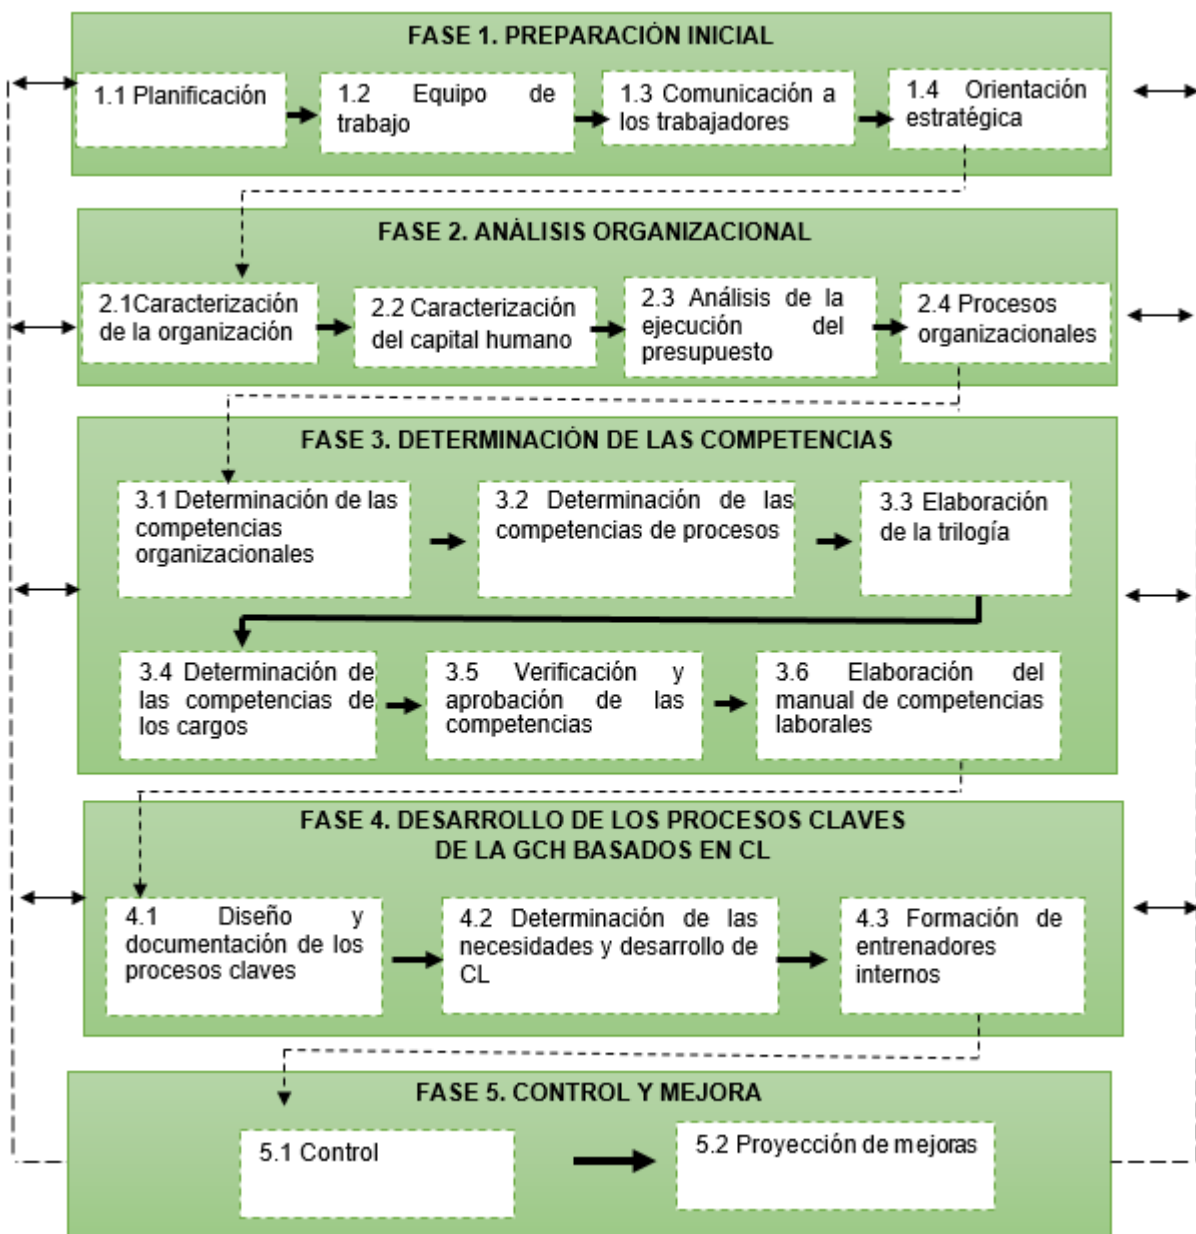 FASE 1. PREPARACIÓN INICIAL
1.1 Planificación
1.2 Equipo de
trabajo
1.3 Comunicación a
los trabajadores
1.4 Orientación
estratégica
FASE 2. ANÁLISIS ORGANIZACIONAL
2.1Caracterización
de la organización
2.2 Caracterización
del capital humano
2.3 Análisis de la
ejecución del
presupuesto
2.4 Procesos
organizacionales
FASE 3. DETERMINACIÓN DE LAS COMPETENCIAS
3.1 Determinación de las
competencias
organizacionales
3.2 Determinación de las
competencias de procesos
3.3 Elaboración
de la trilogía
3.4 Determinación de
las competencias de
los cargos
3.5 Verificación y
aprobación de las
competencias
3.6 Elaboración del
manual de competencias
laborales
FASE 4. DESARROLLO DE LOS PROCESOS CLAVES
DE LA GCH BASADOS EN CL
4.1 Diseño y
documentación de los
procesos claves
4.2 Determinación de las
necesidades y desarrollo de
CL
4.3 Formación de
entrenadores
internos
FASE 5. CONTROL Y MEJORA
5.1 Control
5.2 Proyección de mejoras